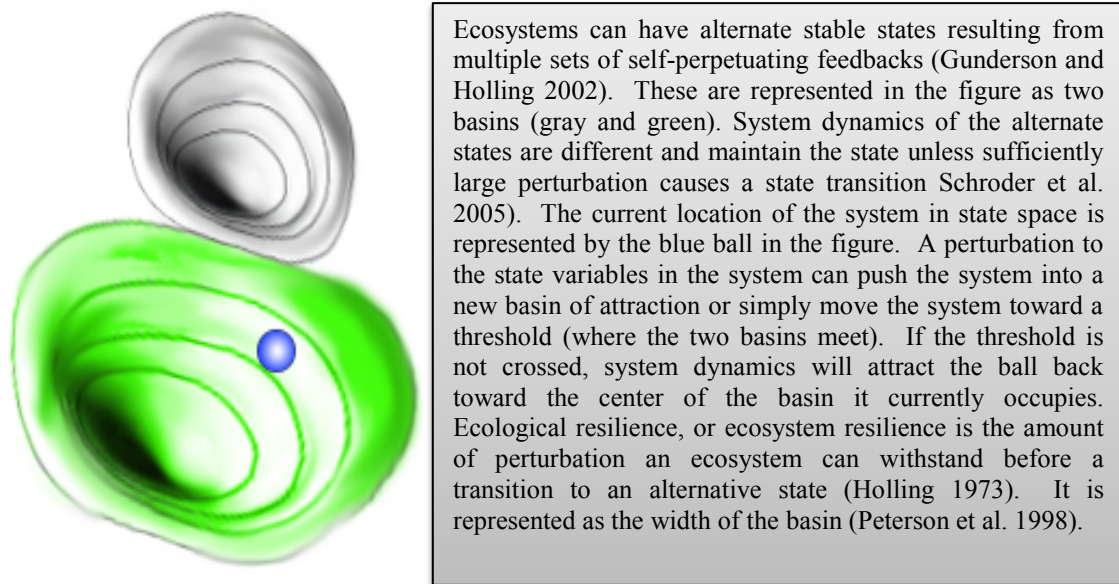 Ecosystems can have alternate stable states resulting from
multiple sets of self-perpetuating feedbacks (Gunderson and
Holling 2002).  These are represented in the figure as two
basins (gray and green). System dynamics of the alternate
states are different and maintain the state unless sufficiently
large perturbation causes a state transition Schroder et al.
2005).  The current location of the system in state space is
represented by the blue ball in the figure.  A perturbation to
the state variables in the system can push the system into a
new basin of attraction or simply move the system toward a
threshold (where the two basins meet).  If the threshold is
not crossed, system dynamics will attract the ball back
toward the center of the basin it currently occupies.
Ecological resilience, or ecosystem resilience is the amount
of perturbation an ecosystem can withstand before a
transition to an alternative state (Holling 1973).  It is
represented as the width of the basin (Peterson et al. 1998).